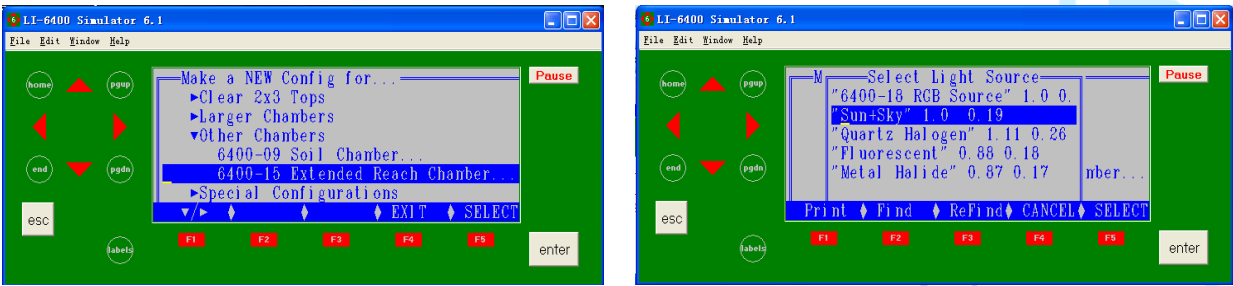 6 LI-6400 Simulator 6.1
File Edit Window Help
home
pgup
end
pgdn
esc
labels
Make a NEW Config for...
►Clear 2x3 Tops
►Larger Chambers
▼Other Chambers
6400-09 Soil Chamber...
6400-15 Extended Reach Chamber...
►Special Configurations
▼/► EXIT SELECT
F1 F2 F3 F4 F5
Pause
enter
6 LI-6400 Simulator 6.1
File Edit Window Help
home
pgup
end
pgdn
esc
labels
M Select Light Source
"6400-18 RGB Source" 1.0 0.
"Sun+Sky" 1.0 0.19
"Quartz Halogen" 1.11 0.26
"Fluorescent" 0.88 0.18
"Metal Halide" 0.87 0.17 mber...
Print Find ReFind CANCEL SELECT
F1 F2 F3 F4 F5
Pause
enter